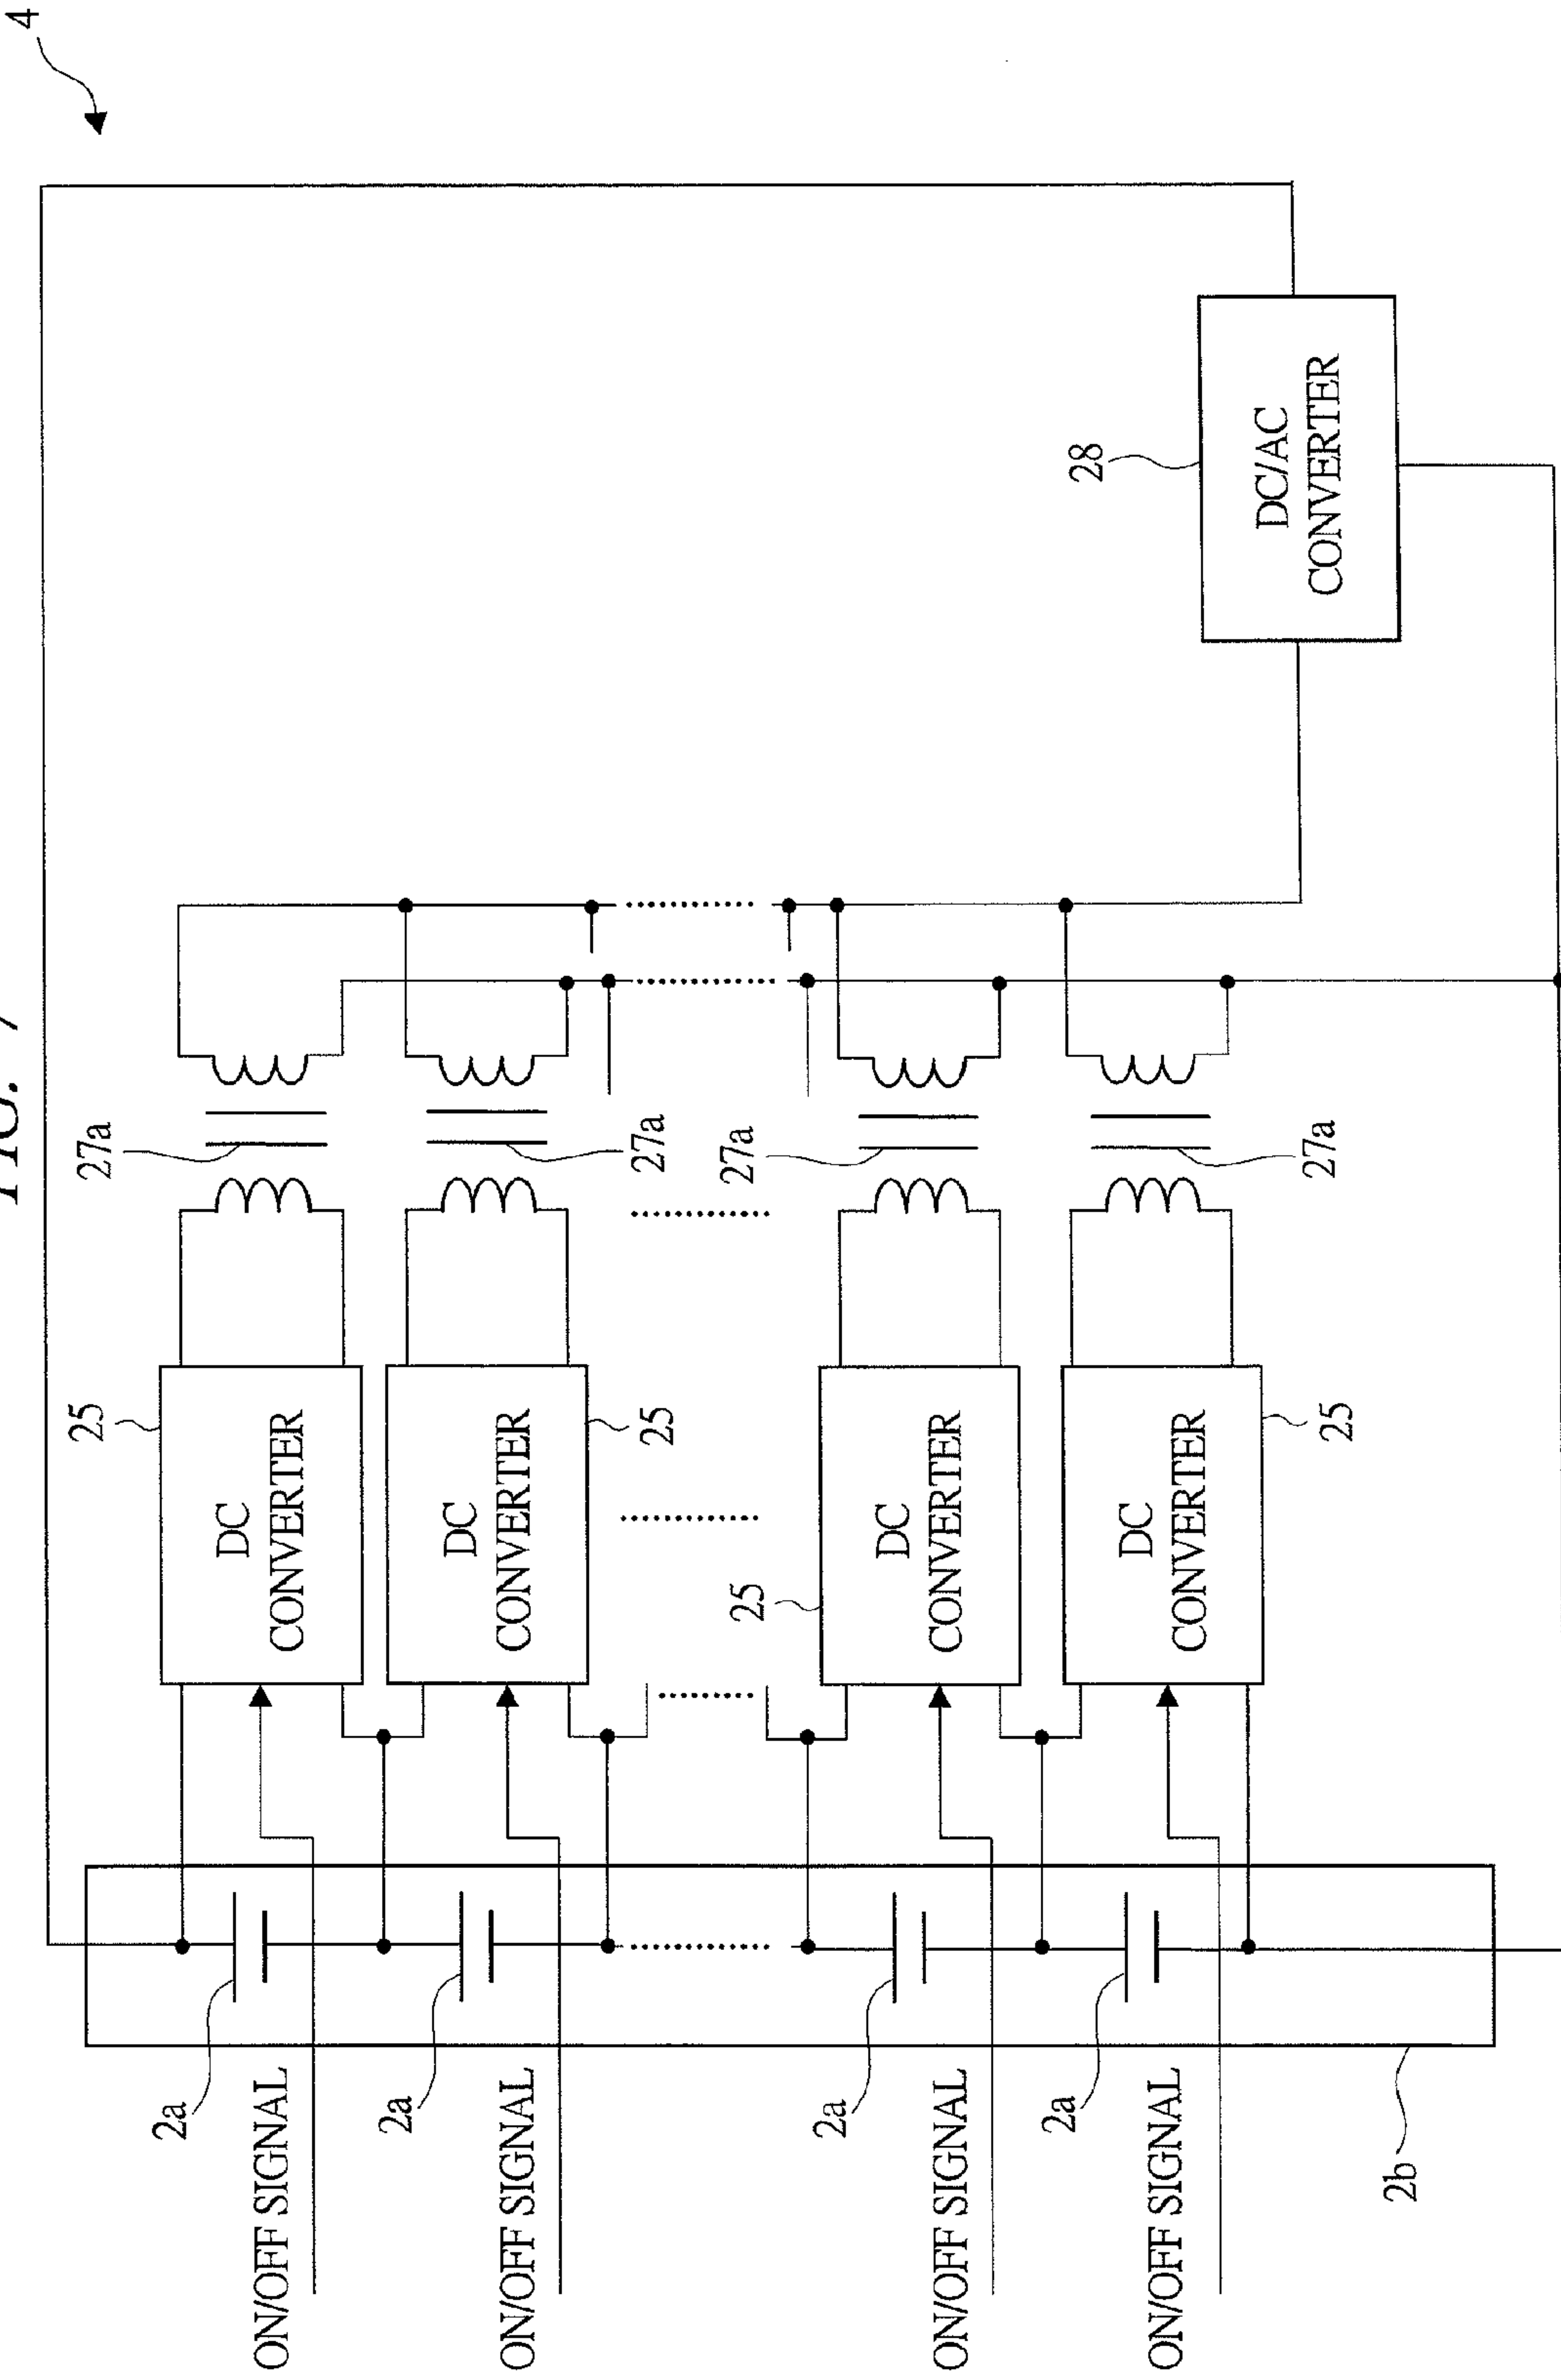 4
27a
27a
27a
27a
28
DC/AC
CONVERTER
25
25
25
25
DC
CONVERTER
DC
CONVERTER
DC
CONVERTER
DC
CONVERTER
2a
2a
2a
2a
2b
ON/OFF SIGNAL
ON/OFF SIGNAL
ON/OFF SIGNAL
ON/OFF SIGNAL